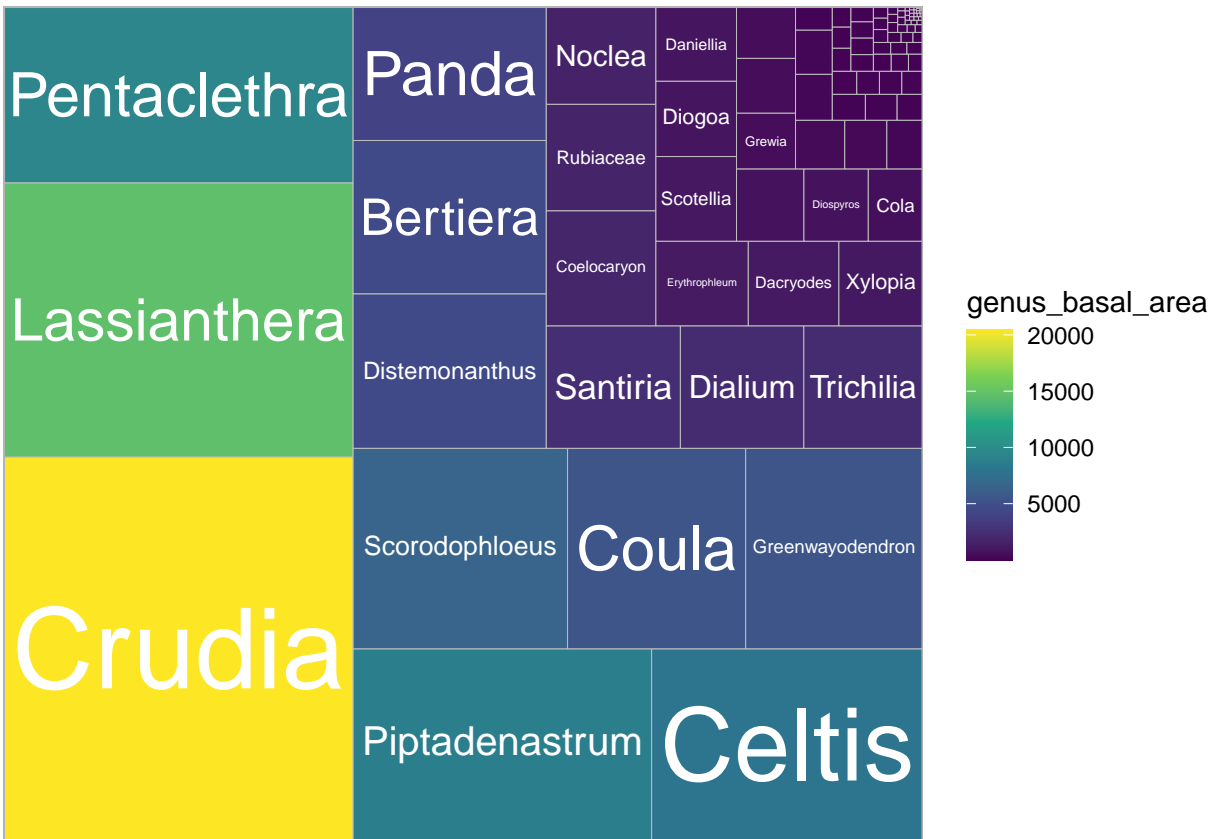 Pentaclethra
Panda
Noclea
Daniellia
Diogoa
Grewia
Rubiaceae
Bertiera
Scotellia
Diospyros
Cola
Coelocaryon
Erythrophleum
Dacryodes
Xylopia
Lassianthera
Distemonanthus
Santiria
Dialium
Trichilia
genus_basal_area
20000
15000
10000
5000
Scorodophloeus
Coula
Greenwayodendron
Crudia
Piptadenastrum
Celtis